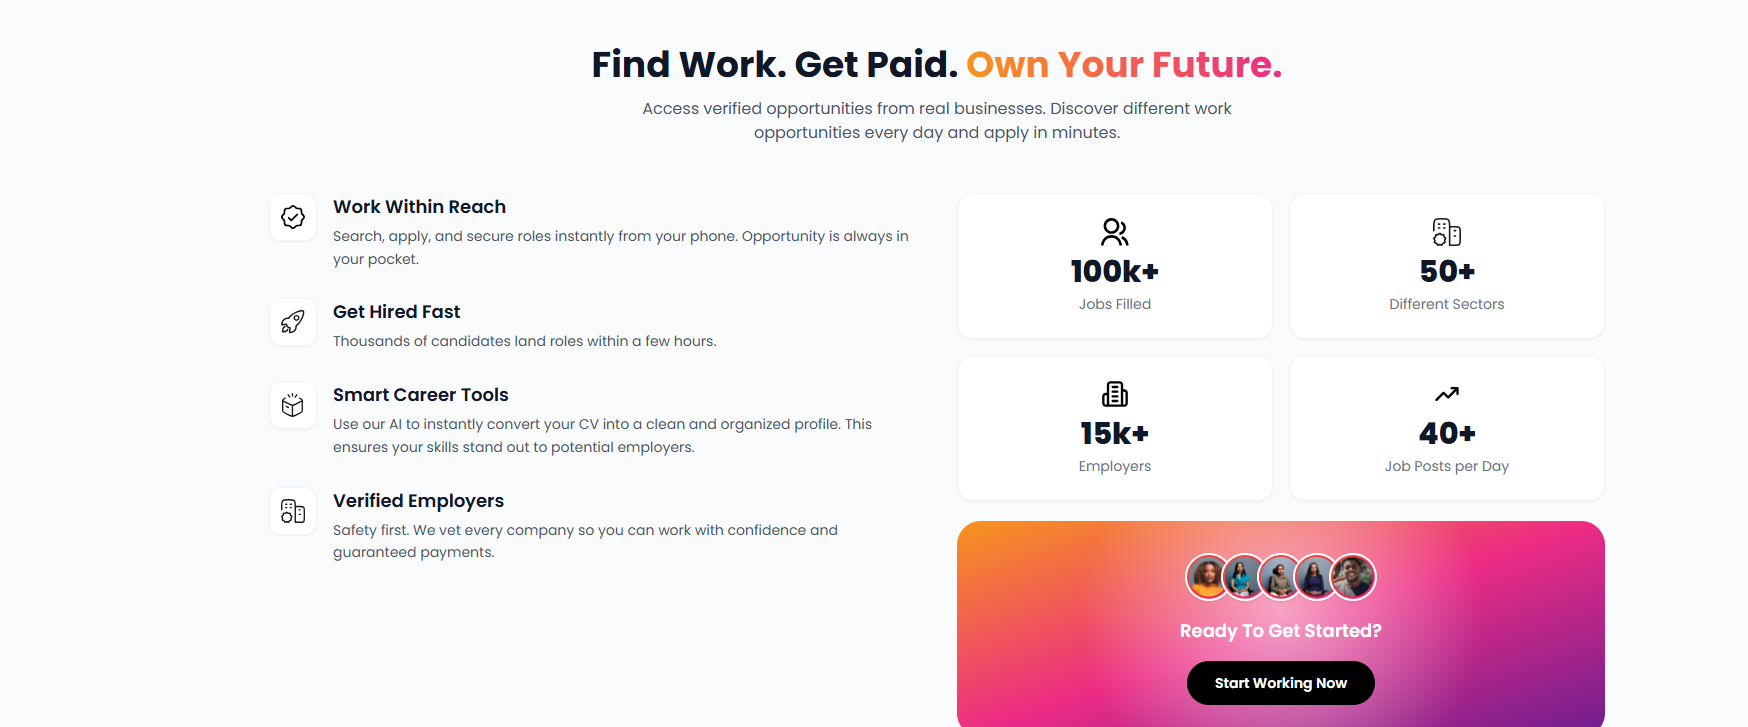 Find Work. Get Paid. Own Your Future.
Access verified opportunities from real businesses. Discover different work
opportunities every day and apply in minutes.
Work Within Reach
Search, apply, and secure roles instantly from your phone. Opportunity is always in
your pocket.
Get Hired Fast
Thousands of candidates land roles within a few hours.
Smart Career Tools
Use our AI to instantly convert your CV into a clean and organized profile. This
ensures your skills stand out to potential employers.
Verified Employers
Safety first. We vet every company so you can work with confidence and
guaranteed payments.
100k+
Jobs Filled
50+
Different Sectors
15k+
Employers
40+
Job Posts per Day
Ready To Get Started?
Start Working Now